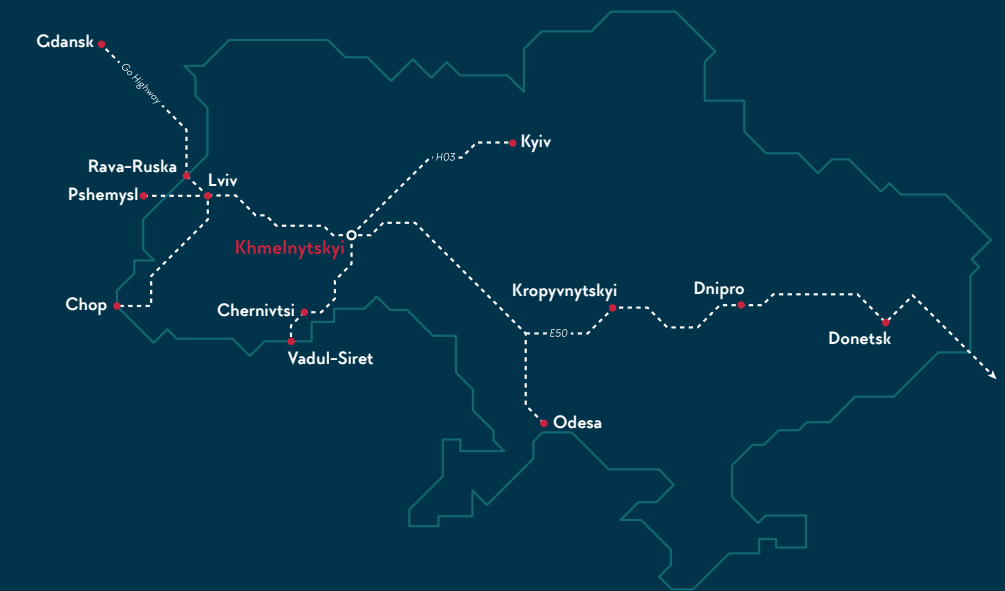 Gdansk
Go Highway
Kyiv
H03
Rava-Ruska
Lviv
Pshemysl
Khmelnytskyi
Chop
Chernivtsi
Vadul-Siret
Kropyvnytskyi
Dnipro
E50
Donetsk
Odesa